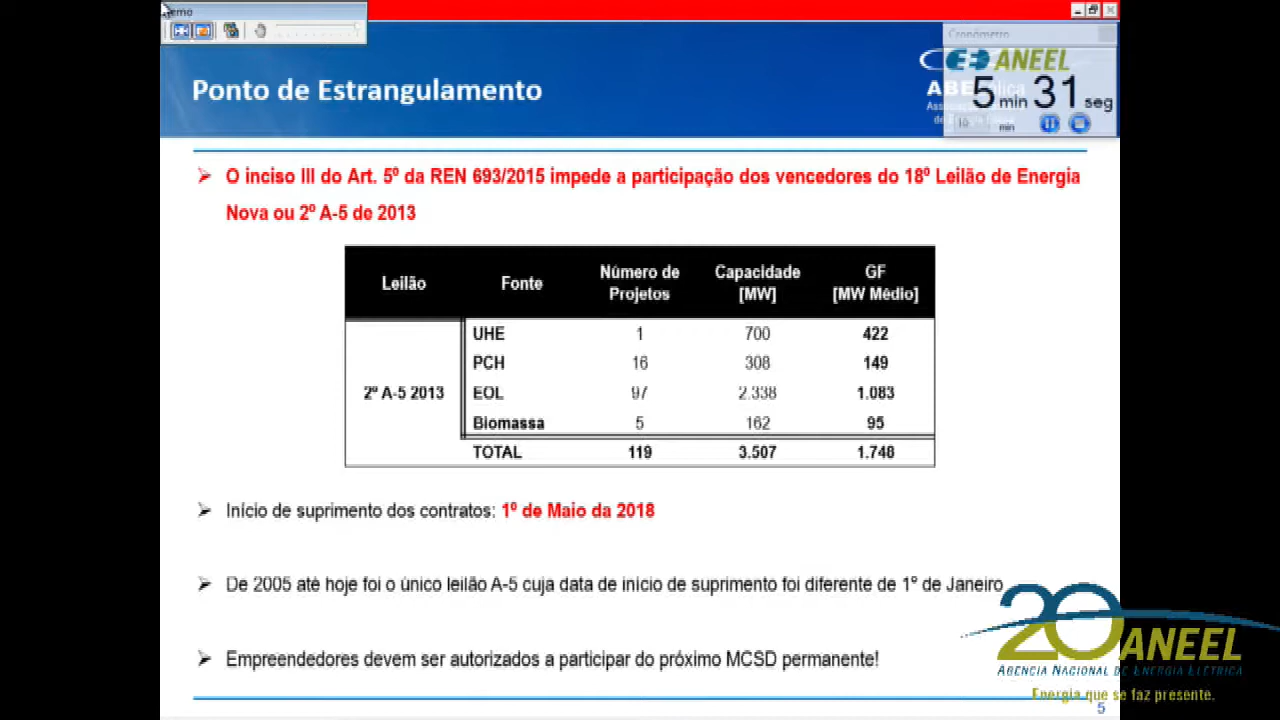 emo
Cronômetro
ANEEL
Ponto de Estrangulamento
5 min 31 seg
10
min
O inciso III do Art. 5º da REN 693/2015 impede a participação dos vencedores do 18º Leilão de Energia
Nova ou 2º A-5 de 2013
Leilão Fonte Número de Projetos Capacidade [MW] GF [MW Médio]
UHE 1 700 422
PCH 16 308 149
2º A-5 2013 EOL 97 2.338 1.083
Biomassa 5 162 95
TOTAL 119 3.507 1.748
Início de suprimento dos contratos: 1º de Maio da 2018
De 2005 até hoje foi o único leilão A-5 cuja data de início de suprimento foi diferente de 1º de Janeiro
Empreendedores devem ser autorizados a participar do próximo MCSD permanente!
20 ANEEL
AGÊNCIA NACIONAL DE ENERGIA ELÉTRICA
Energia que se faz presente.
5